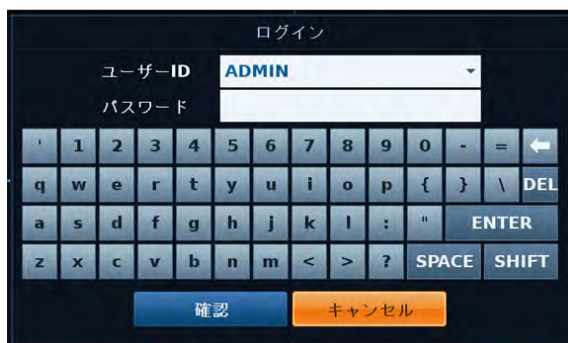 ログイン
ユーザーID ADMIN
パスワード
' 1 2 3 4 5 6 7 8 9 0 - =
q w e r t y u i o p { } \ DEL
a s d f g h j k l : " ENTER
z x c v b n m < > ? SPACE SHIFT
確認 キャンセル